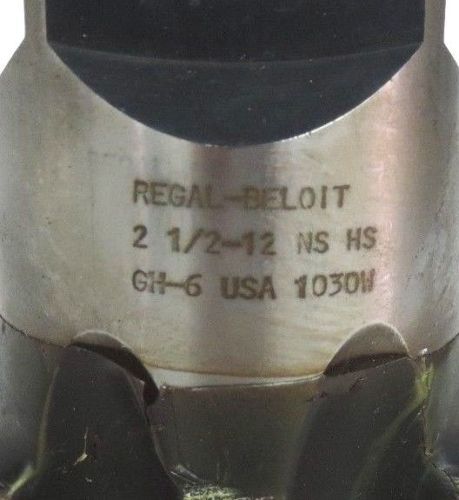 REGAL-BELOIT
2 1/2-12 NS HS
GH-6 USA 1030W